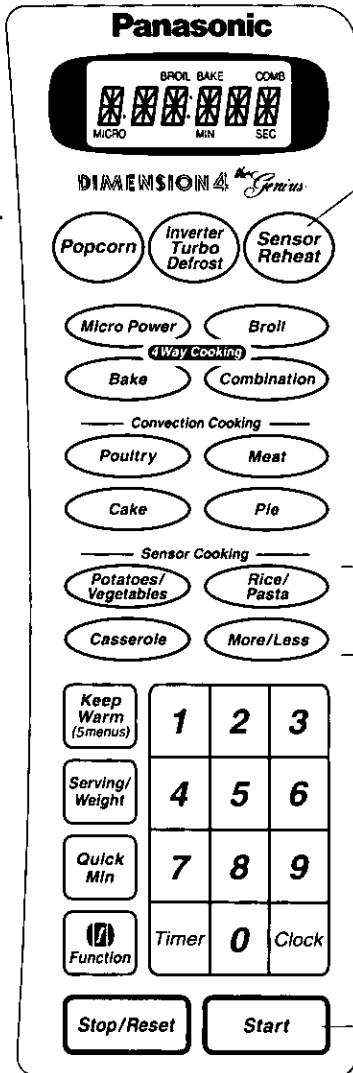 Panasonic
BROIL BAKE COMB
MICRO MIN SEC
DIMENSION 4 the Genius
Popcorn
Inverter
Turbo
Defrost
Sensor
Reheat
Micro Power Broil
4 Way Cooking
Bake Combination
Convection Cooking
Poultry Meat
Cake Pie
Sensor Cooking
Potatoes/
Vegetables
Rice/
Pasta
Casserole More/Less
Keep
Warm
(5menus)
1 2 3
Serving/
Weight
4 5 6
Quick
Min
7 8 9
Function
Timer 0 Clock
Stop/Reset Start